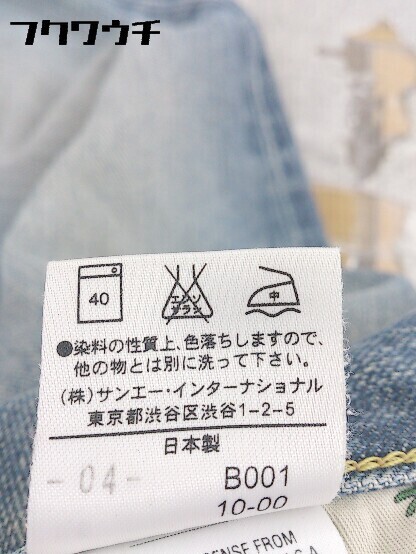 フクワウチ
40
エンソ
サラシ
中
●染料の性質上、色落ちしますので、
他の物とは別に洗って下さい。
(株)サンエー・インターナショナル
東京都渋谷区渋谷1-2-5
日本製
-04- B001
10-00
ENSE FROM